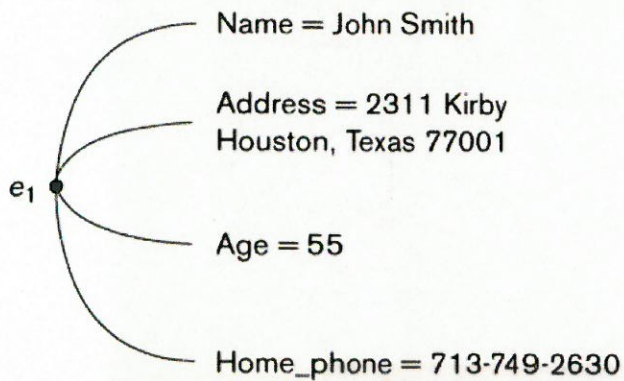 Name = John Smith
Address = 2311 Kirby
Houston, Texas 77001
e1
Age = 55
Home_phone = 713-749-2630